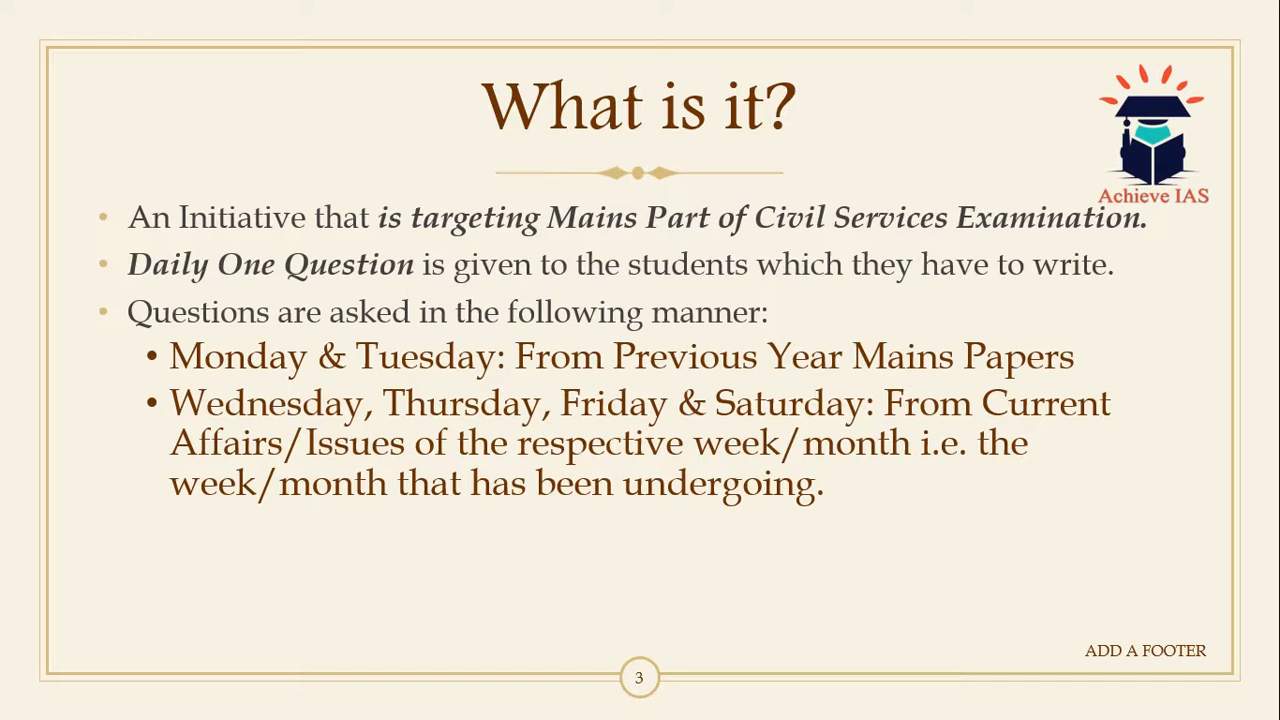 What is it?
Achieve IAS
• An Initiative that is targeting Mains Part of Civil Services Examination.
• Daily One Question is given to the students which they have to write.
• Questions are asked in the following manner:
• Monday & Tuesday: From Previous Year Mains Papers
• Wednesday, Thursday, Friday & Saturday: From Current
Affairs/Issues of the respective week/month i.e. the
week/month that has been undergoing.
ADD A FOOTER
3